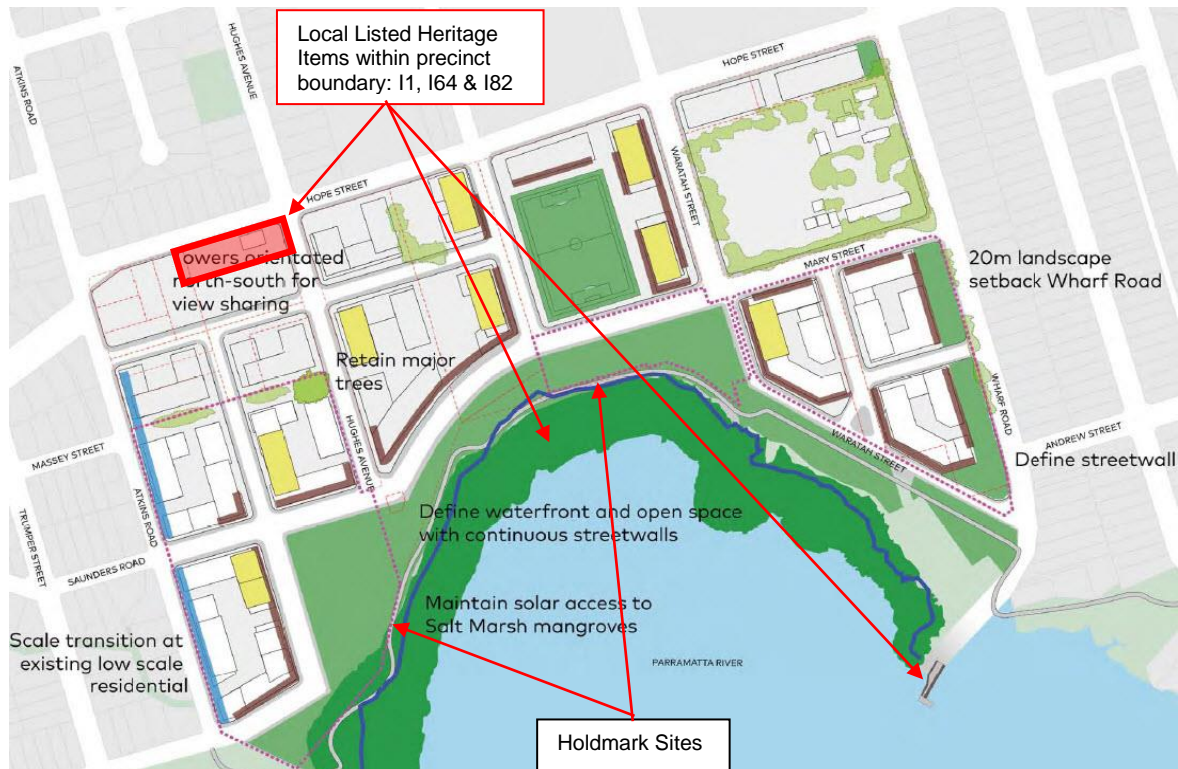 Local Listed Heritage
Items within precinct
boundary: I1, I64 & I82
HOPE STREET
HUGHES AVENUE
ATKINS ROAD
HOPE STREET
WARATAH STREET
Towers orientated
north-south for
view sharing
MARY STREET
20m landscape
setback Wharf Road
Retain major
trees
HUGHES AVENUE
WHARF ROAD
MASSEY STREET
ATKINS ROAD
WARATAH STREET
ANDREW STREET
Define streetwall
TRUMPER STREET
Define waterfront and open space
with continuous streetwalls
SAUNDERS ROAD
Maintain solar access to
Salt Marsh mangroves
Scale transition at
existing low scale
residential
PARRAMATTA RIVER
Holdmark Sites